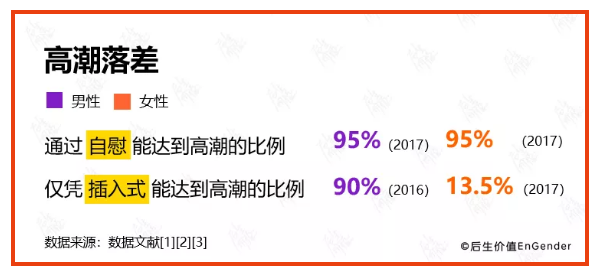 高潮落差
男性 女性
通过 自慰 能达到高潮的比例 95% (2017) 95% (2017)
仅凭 插入式 能达到高潮的比例 90% (2016) 13.5% (2017)
数据来源：数据文献[1][2][3] ©后生价值EnGender